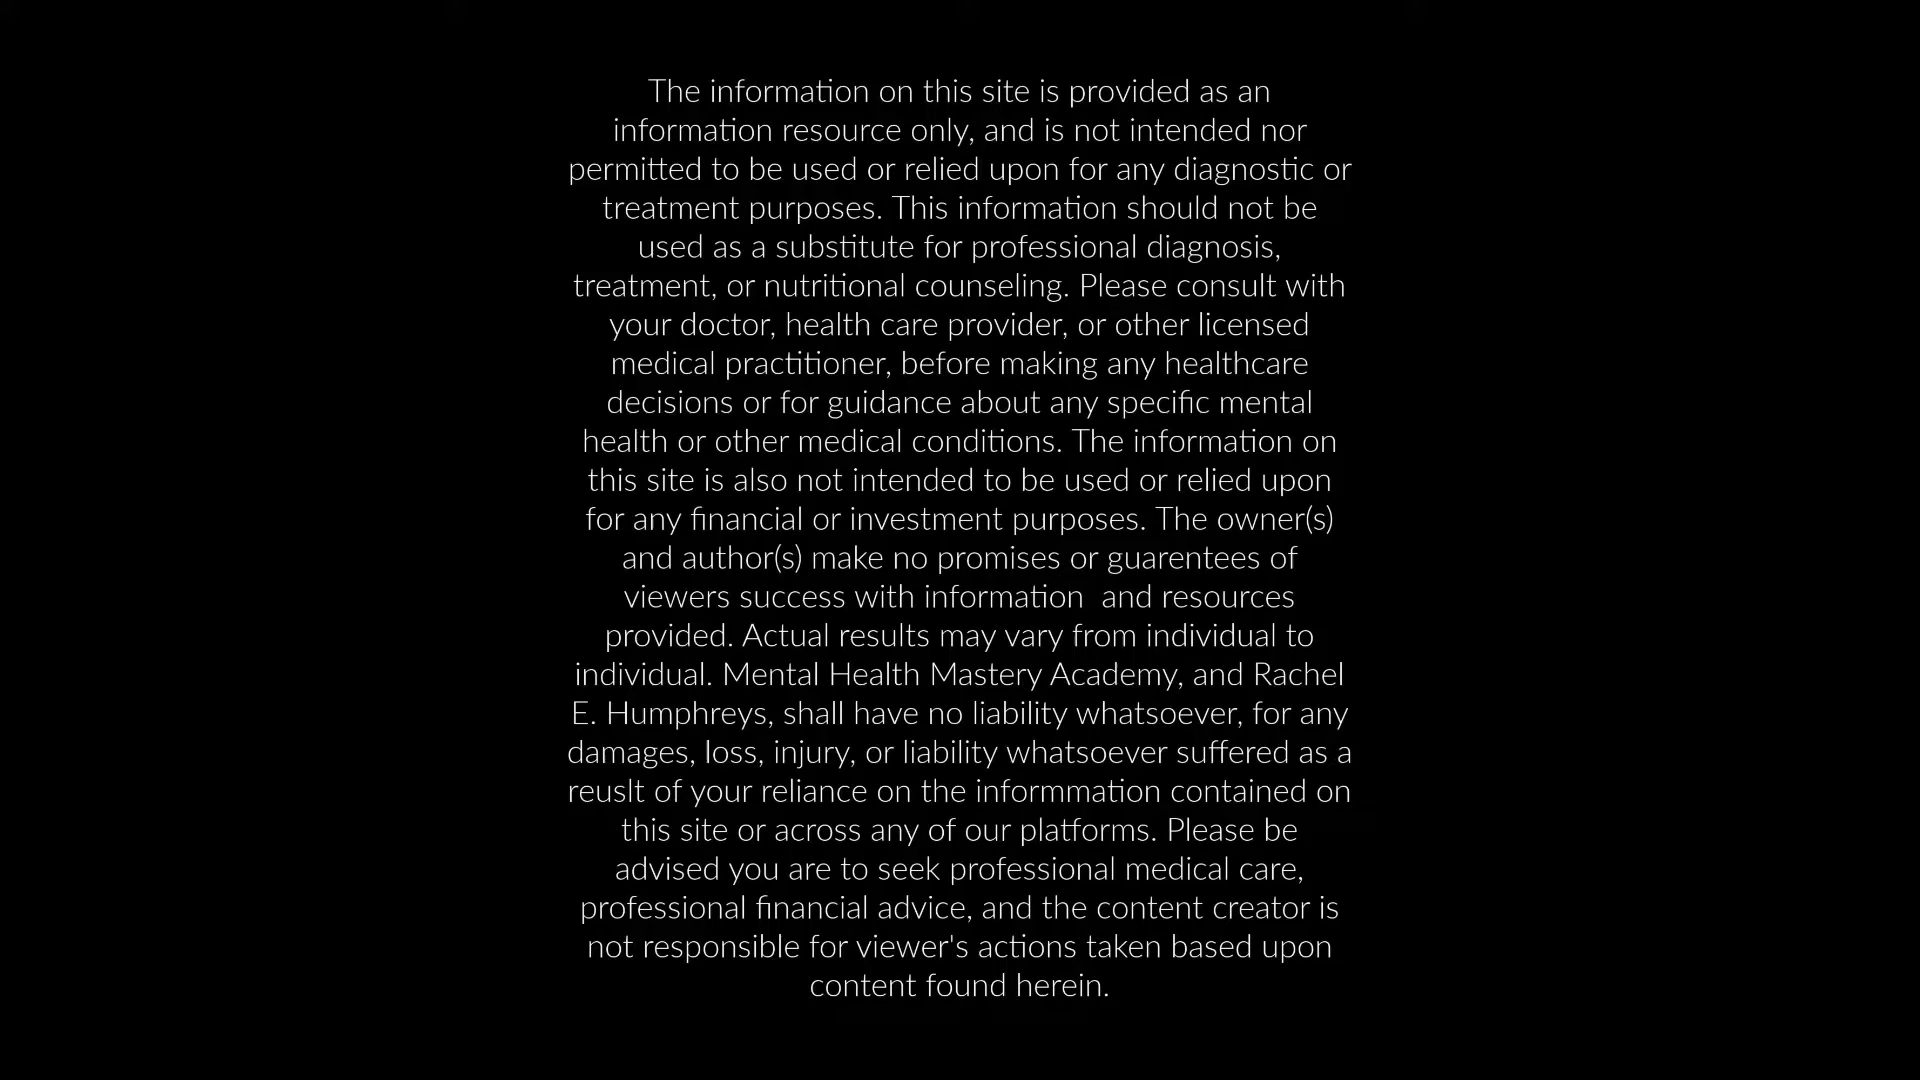 The information on this site is provided as an
information resource only, and is not intended nor
permitted to be used or relied upon for any diagnostic or
treatment purposes. This information should not be
used as a substitute for professional diagnosis,
treatment, or nutritional counseling. Please consult with
your doctor, health care provider, or other licensed
medical practitioner, before making any healthcare
decisions or for guidance about any specific mental
health or other medical conditions. The information on
this site is also not intended to be used or relied upon
for any financial or investment purposes. The owner(s)
and author(s) make no promises or guarentees of
viewers success with information  and resources
provided. Actual results may vary from individual to
individual. Mental Health Mastery Academy, and Rachel
E. Humphreys, shall have no liability whatsoever, for any
damages, loss, injury, or liability whatsoever suffered as a
reuslt of your reliance on the informmation contained on
this site or across any of our platforms. Please be
advised you are to seek professional medical care,
professional financial advice, and the content creator is
not responsible for viewer's actions taken based upon
content found herein.